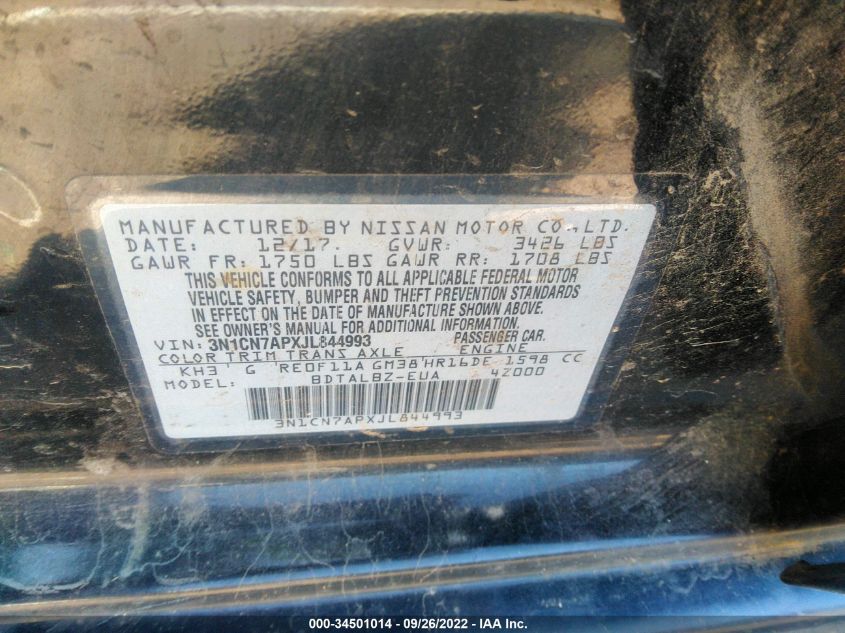 MANUFACTURED BY NISSAN MOTOR CO., LTD.
DATE: 12/17. GVWR: 3426 LBS
GAWR FR: 1750 LBS GAWR RR: 1708 LBS
THIS VEHICLE CONFORMS TO ALL APPLICABLE FEDERAL MOTOR
VEHICLE SAFETY, BUMPER AND THEFT PREVENTION STANDARDS
IN EFFECT ON THE DATE OF MANUFACTURE SHOWN ABOVE.
SEE OWNER'S MANUAL FOR ADDITIONAL INFORMATION.
VIN: 3N1CN7APXJL844993 PASSENGER CAR.
COLOR TRIM TRANS AXLE ENGINE
KH3 G RE0F11A GM38 HR16DE 1598 CC
MODEL: BDTALBZ-EUA 4Z000
3N1CN7APXJL844993
000-34501014 - 09/26/2022 - IAA Inc.